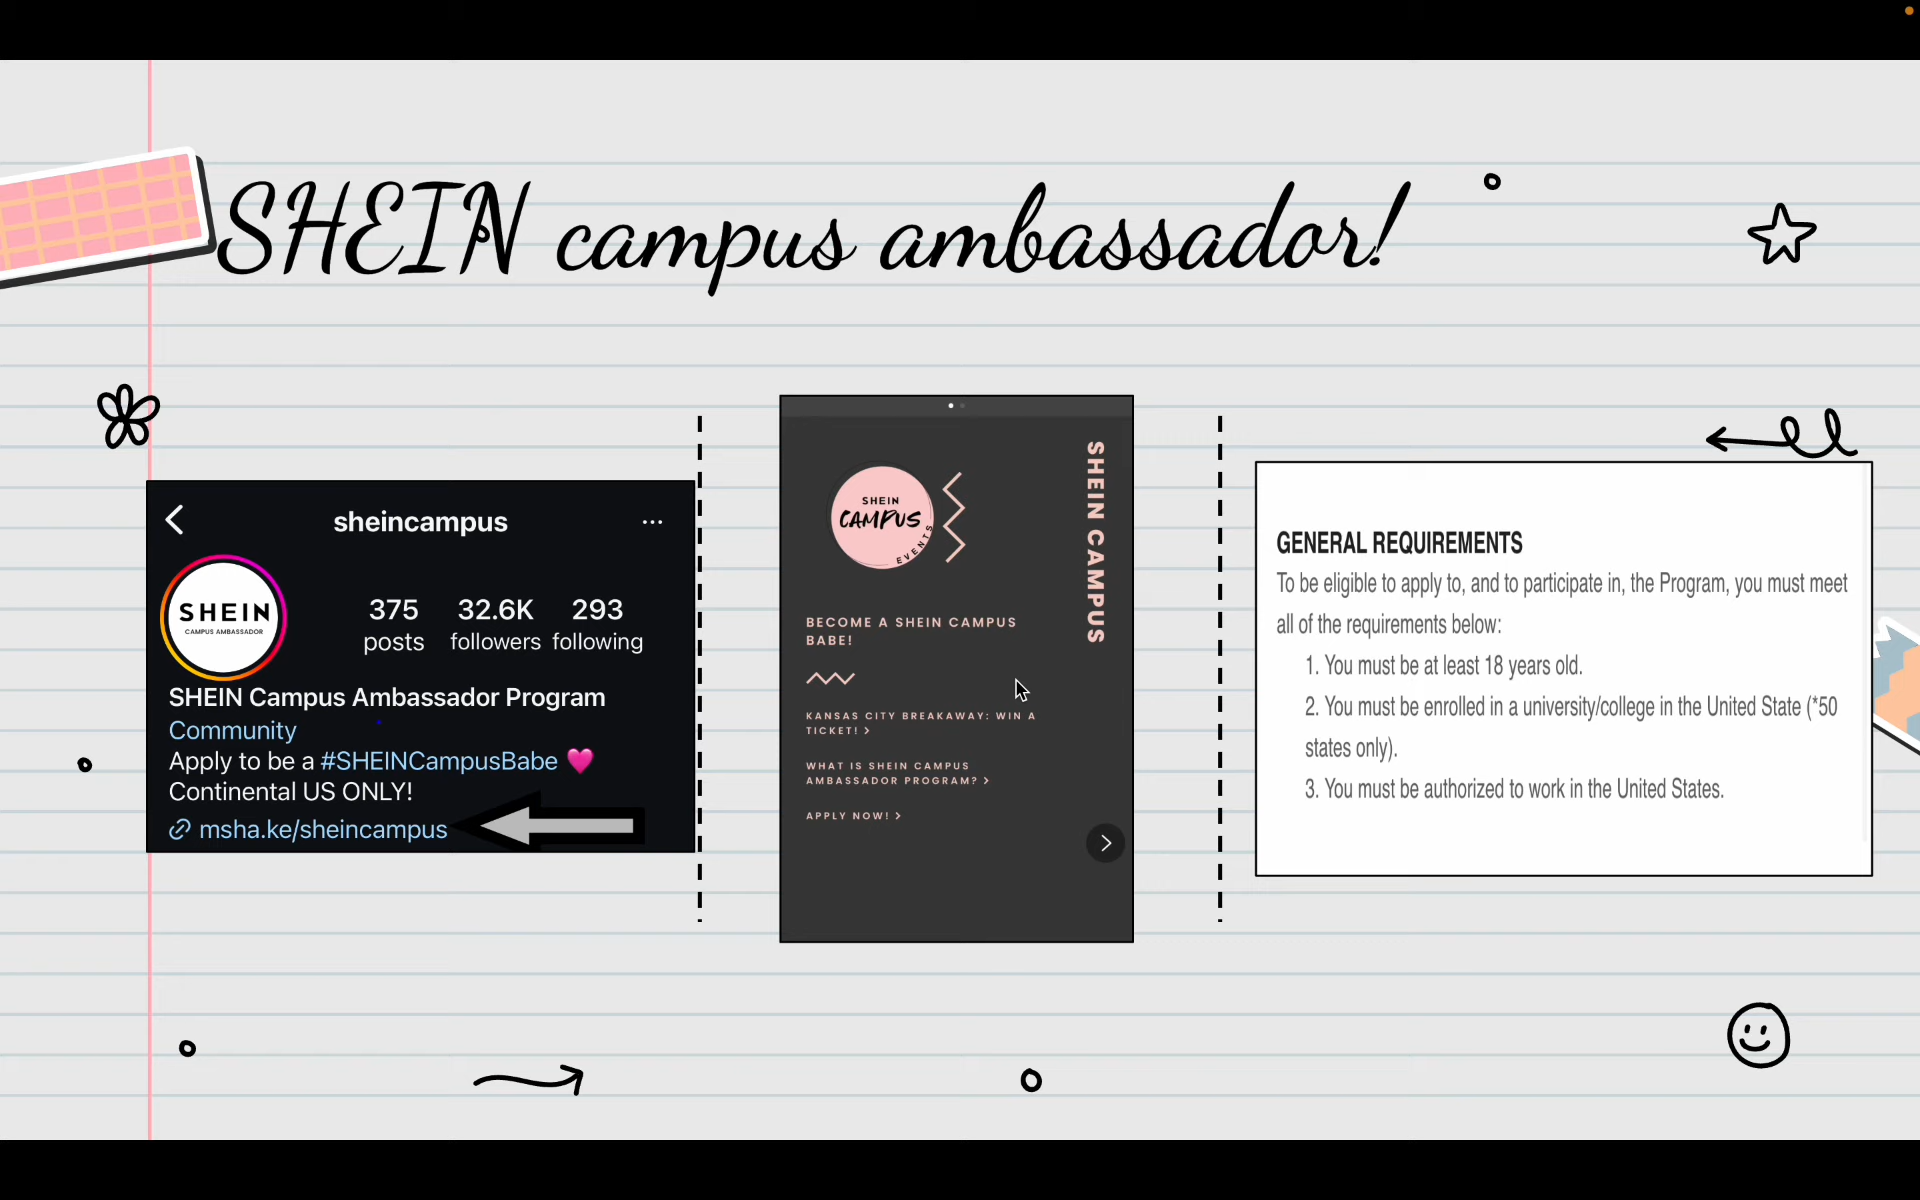 SHEIN campus ambassador!
sheincampus
SHEIN
CAMPUS AMBASSADOR
375 32.6K 293
posts followers following
SHEIN Campus Ambassador Program
Community
Apply to be a #SHEINCampusBabe 💗
Continental US ONLY!
msha.ke/sheincampus
SHEIN
CAMPUS
EVENTS
SHEIN CAMPUS
BECOME A SHEIN CAMPUS
BABE!
KANSAS CITY BREAKAWAY: WIN A
TICKET! >
WHAT IS SHEIN CAMPUS
AMBASSADOR PROGRAM? >
APPLY NOW! >
GENERAL REQUIREMENTS
To be eligible to apply to, and to participate in, the Program, you must meet
all of the requirements below:
1. You must be at least 18 years old.
2. You must be enrolled in a university/college in the United State (*50
states only).
3. You must be authorized to work in the United States.